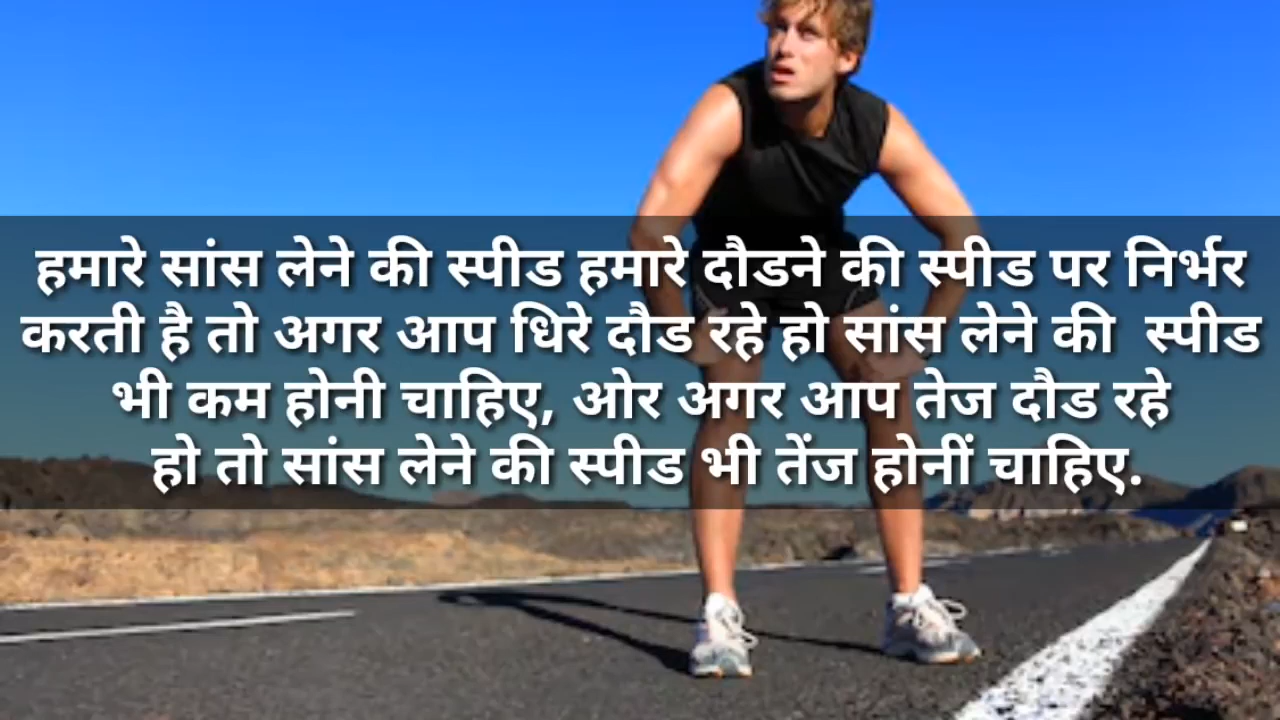 हमारे सांस लेने की स्पीड हमारे दौडने की स्पीड पर निर्भर
करती है तो अगर आप धिरे दौड रहे हो सांस लेने की स्पीड
भी कम होनी चाहिए, ओर अगर आप तेज दौड रहे
हो तो सांस लेने की स्पीड भी तेंज होनीं चाहिए.